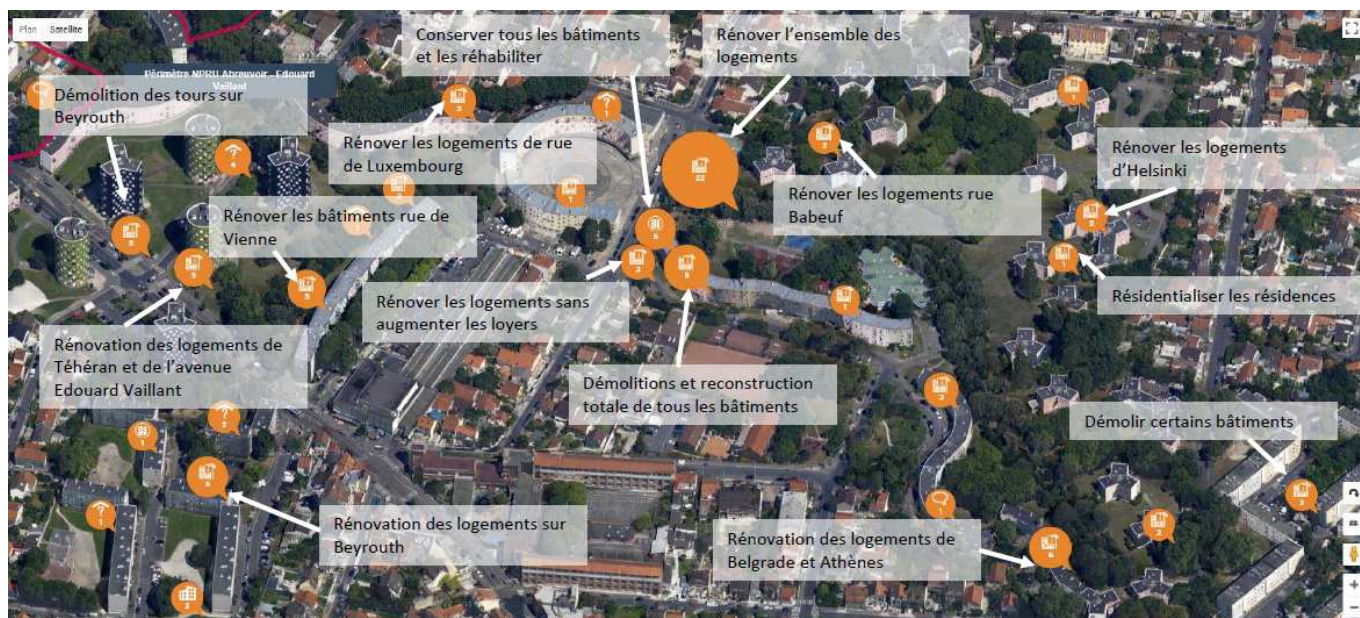 Plan Satellite
Périmètre NPRU Abreuvoir - Edouard
Vaillant
Démolition des tours sur
Beyrouth
Conserver tous les bâtiments
et les réhabiliter
Rénover l'ensemble des
logements
Rénover les logements de rue
de Luxembourg
Rénover les logements
d'Helsinki
Rénover les logements rue
Babeuf
Rénover les bâtiments rue de
Vienne
Rénover les logements sans
augmenter les loyers
Résidentialiser les résidences
Rénovation des logements de
Téhéran et de l'avenue
Edouard Vaillant
Démolitions et reconstruction
totale de tous les bâtiments
Démolir certains bâtiments
Rénovation des logements sur
Beyrouth
Rénovation des logements de
Belgrade et Athènes
22